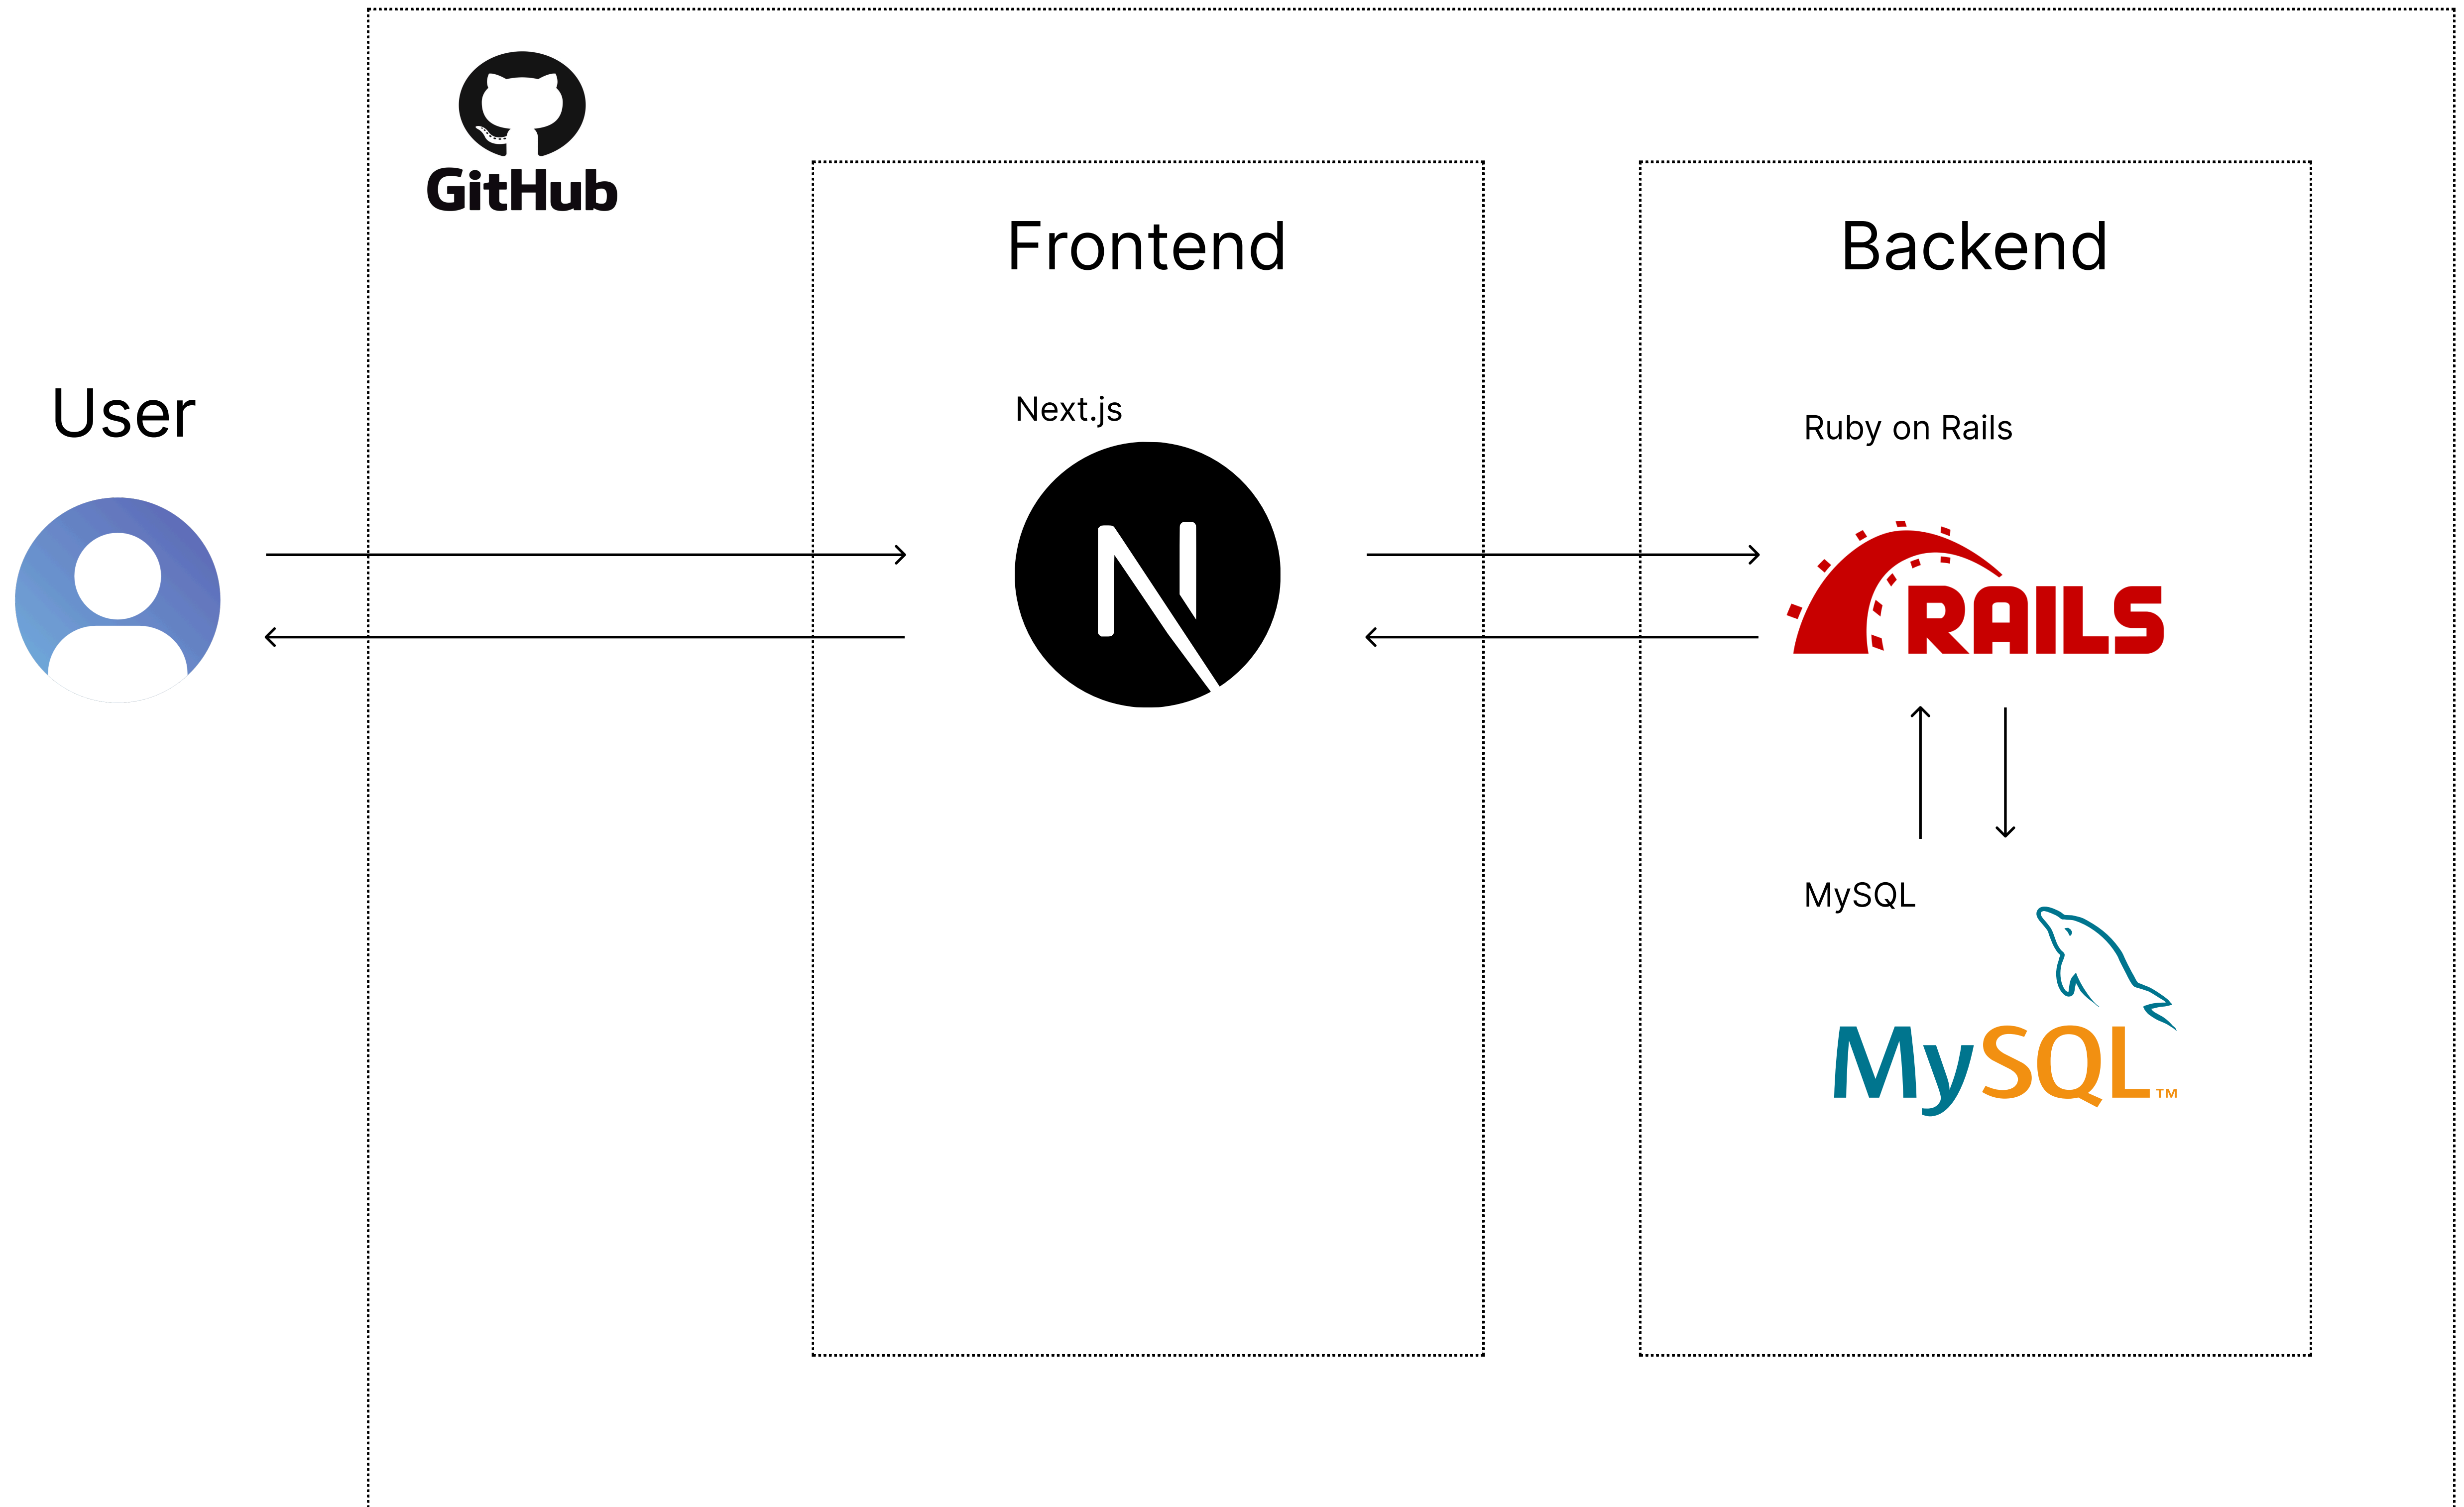 GitHub
Frontend
Backend
User
Next.js
Ruby on Rails
RAILS
MySQL
MySQL™